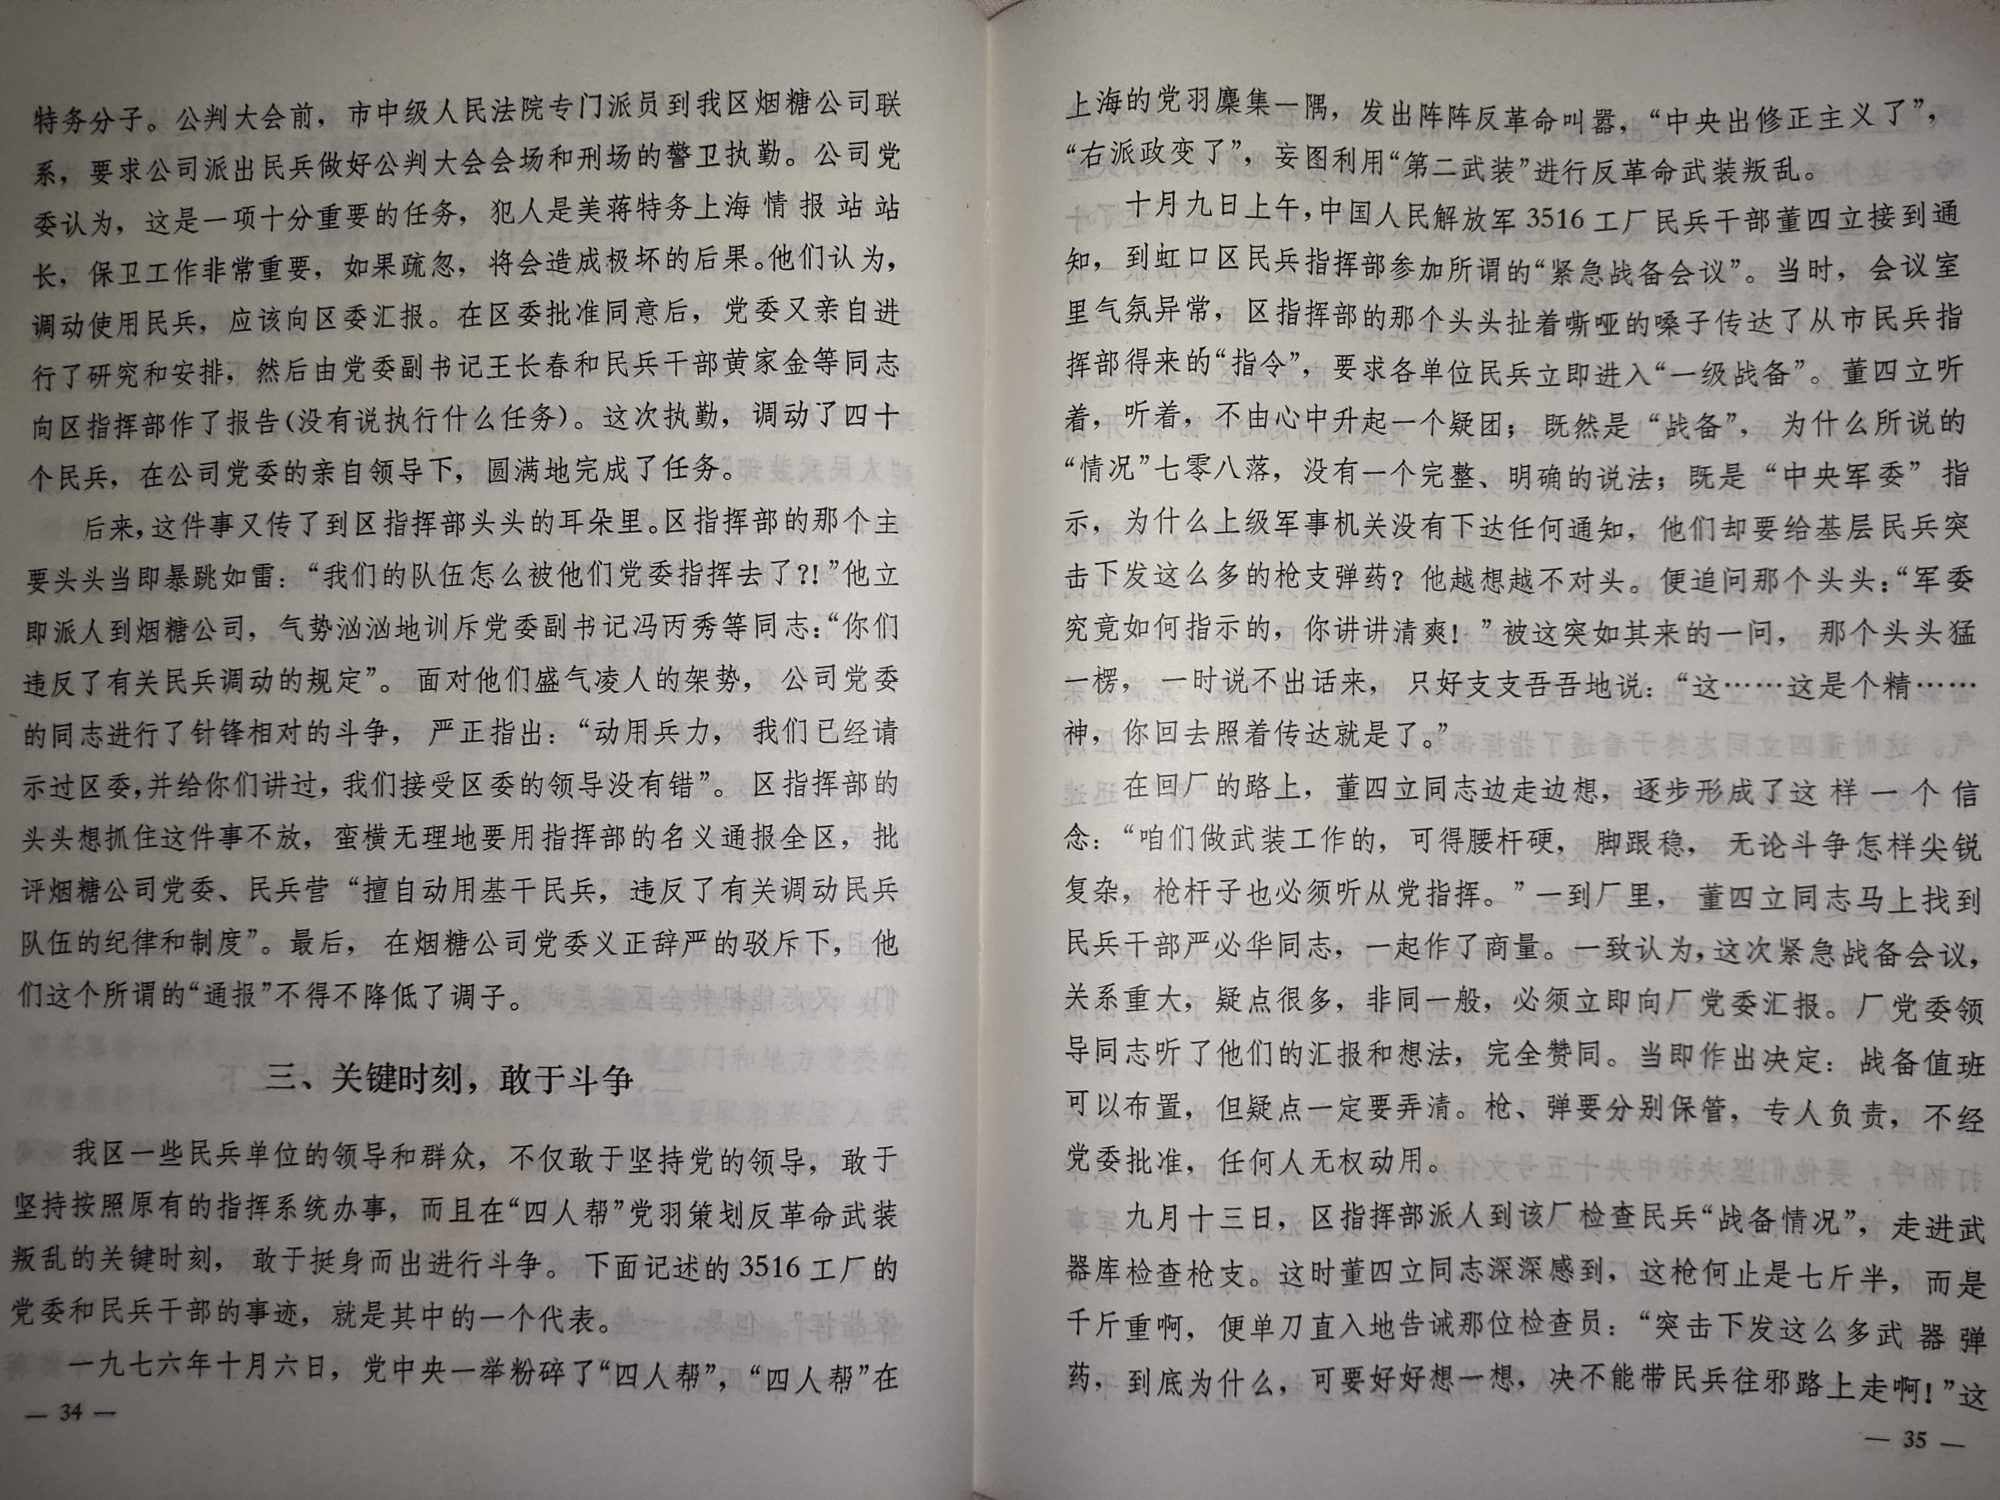 特务分子。公判大会前，市中级人民法院专门派员到我区烟糖公司联
系，要求公司派出民兵做好公判大会会场和刑场的警卫执勤。公司党
委认为，这是一项十分重要的任务，犯人是美蒋特务上海情报站站
长，保卫工作非常重要，如果疏忽，将会造成极坏的后果。他们认为，
调动使用民兵，应该向区委汇报。在区委批准同意后，党委又亲自进
行了研究和安排，然后由党委副书记王长春和民兵干部黄家金等同志
向区指挥部作了报告(没有说执行什么任务)。这次执勤，调动了四十
个民兵，在公司党委的亲自领导下，圆满地完成了任务。
后来，这件事又传了到区指挥部头头的耳朵里。区指挥部的那个主
要头头当即暴跳如雷：“我们的队伍怎么被他们党委指挥去了?!”他立
即派人到烟糖公司，气势汹汹地训斥党委副书记冯丙秀等同志：“你们
违反了有关民兵调动的规定”。面对他们盛气凌人的架势，公司党委
的同志进行了针锋相对的斗争，严正指出：“动用兵力，我们已经请
示过区委，并给你们讲过，我们接受区委的领导没有错”。区指挥部的
头头想抓住这件事不放，蛮横无理地要用指挥部的名义通报全区，批
评烟糖公司党委、民兵营“擅自动用基干民兵，违反了有关调动民兵
队伍的纪律和制度”。最后，在烟糖公司党委义正辞严的驳斥下，他
们这个所谓的“通报”不得不降低了调子。
三、关键时刻，敢于斗争
我区一些民兵单位的领导和群众，不仅敢于坚持党的领导，敢于
坚持按照原有的指挥系统办事，而且在“四人帮”党羽策划反革命武装
叛乱的关键时刻，敢于挺身而出进行斗争。下面记述的3516工厂的
党委和民兵干部的事迹，就是其中的一个代表。
一九七六年十月六日，党中央一举粉碎了“四人帮”，“四人帮”在
— 34 —
上海的党羽麇集一隅，发出阵阵反革命叫嚣，“中央出修正主义了”，
“右派政变了”，妄图利用“第二武装”进行反革命武装叛乱。
十月九日上午，中国人民解放军3516工厂民兵干部董四立接到通
知，到虹口区民兵指挥部参加所谓的“紧急战备会议”。当时，会议室
里气氛异常，区指挥部的那个头头扯着嘶哑的嗓子传达了从市民兵指
挥部得来的“指令”，要求各单位民兵立即进入“一级战备”。董四立听
着，听着，不由心中升起一个疑团；既然是“战备”，为什么所说的
“情况”七零八落，没有一个完整、明确的说法；既是“中央军委”指
示，为什么上级军事机关没有下达任何通知，他们却要给基层民兵突
击下发这么多的枪支弹药？他越想越不对头。便追问那个头头：“军委
究竟如何指示的，你讲讲清爽！”被这突如其来的一问，那个头头猛
一楞，一时说不出话来，只好支支吾吾地说：“这……这是个精……
神，你回去照着传达就是了。”
在回厂的路上，董四立同志边走边想，逐步形成了这样一个信
念：“咱们做武装工作的，可得腰杆硬，脚跟稳，无论斗争怎样尖锐
复杂，枪杆子也必须听从党指挥。”一到厂里，董四立同志马上找到
民兵干部严必华同志，一起作了商量。一致认为，这次紧急战备会议，
关系重大，疑点很多，非同一般，必须立即向厂党委汇报。厂党委领
导同志听了他们的汇报和想法，完全赞同。当即作出决定：战备值班
可以布置，但疑点一定要弄清。枪、弹要分别保管，专人负责，不经
党委批准，任何人无权动用。
九月十三日，区指挥部派人到该厂检查民兵“战备情况”，走进武
器库检查枪支。这时董四立同志深深感到，这枪何止是七斤半，而是
千斤重啊，便单刀直入地告诫那位检查员：“突击下发这么多武器弹
药，到底为什么，可要好好想一想，决不能带民兵往邪路上走啊！”这
— 35 —